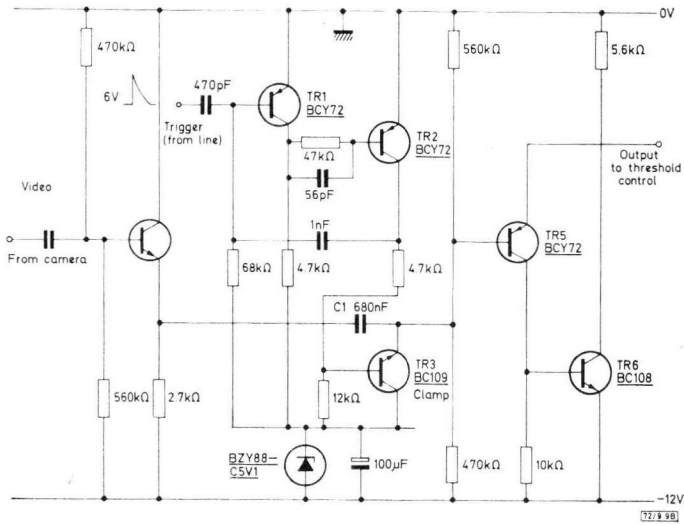 0V
470kΩ
560kΩ
5.6kΩ
470pF
6V
TR1
BCY72
Trigger
(from line)
TR2
BCY72
47kΩ
Output
to threshold
control
56pF
Video
1nF
TR5
BCY72
From camera
68kΩ
4.7kΩ
4.7kΩ
C1 680nF
TR3
BC109
Clamp
TR6
BC108
560kΩ
2.7kΩ
12kΩ
BZY88-
C5V1
100µF
470kΩ
10kΩ
-12V
72/9 9B